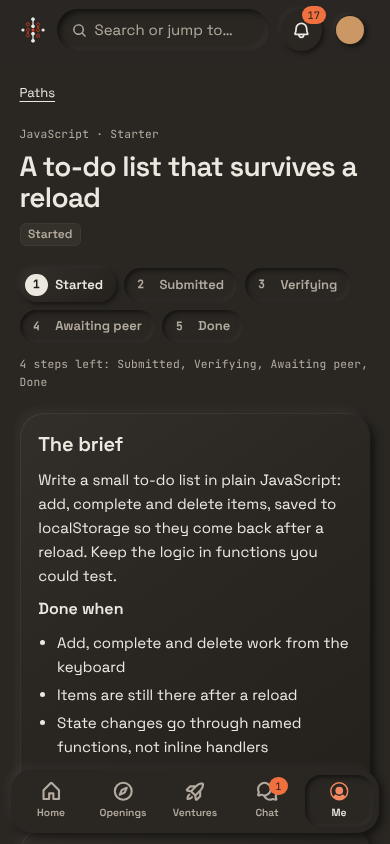 Search or jump to...
17
Paths
JavaScript · Starter
A to-do list that survives a
reload
Started
1 Started
2 Submitted
3 Verifying
4 Awaiting peer
5 Done
4 steps left: Submitted, Verifying, Awaiting peer,
Done
The brief
Write a small to-do list in plain JavaScript:
add, complete and delete items, saved to
localStorage so they come back after a
reload. Keep the logic in functions you
could test.
Done when
• Add, complete and delete work from the
keyboard
• Items are still there after a reload
• State changes go through named
functions, not inline handlers
1
Home
Openings
Ventures
Chat
Me